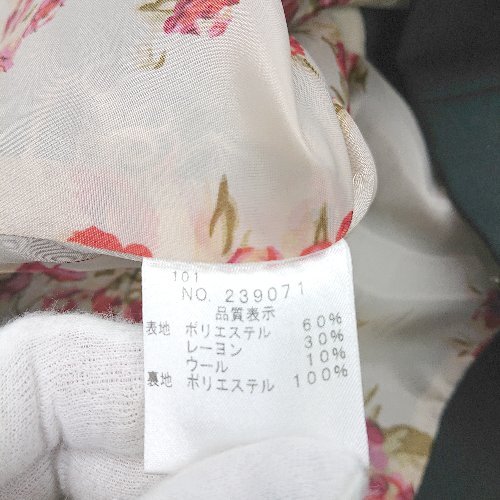 101
NO. 239071
品質表示
表地 ポリエステル 60%
レーヨン 30%
ウール 10%
裏地 ポリエステル 100%